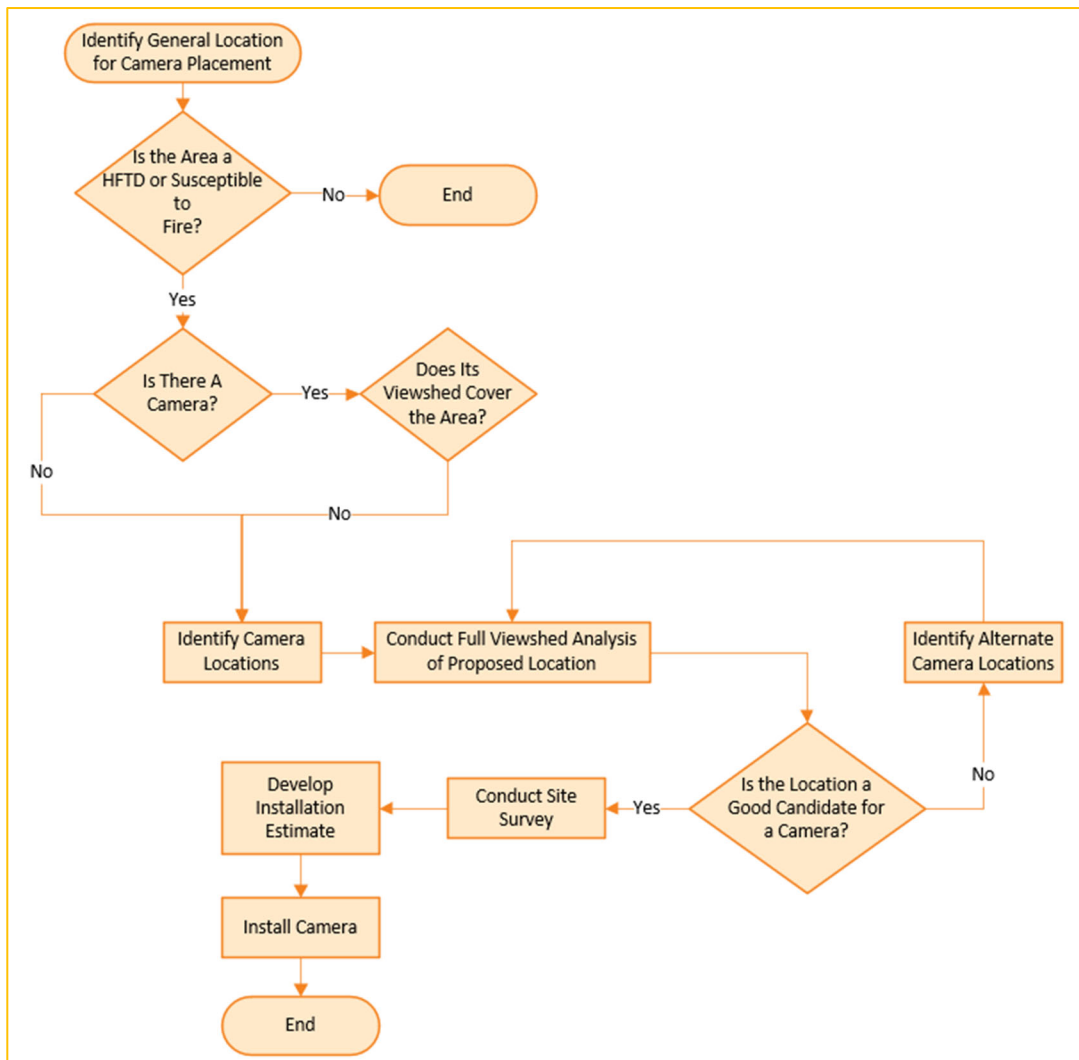 Identify General Location
for Camera Placement
Is the Area a
HFTD or Susceptible
to
Fire?
No
End
Yes
Is There A
Camera?
Yes
Does Its
Viewshed Cover
the Area?
No
No
Identify Camera
Locations
Conduct Full Viewshed Analysis
of Proposed Location
Identify Alternate
Camera Locations
Is the Location a
Good Candidate for
a Camera?
No
Yes
Conduct Site
Survey
Develop
Installation
Estimate
Install Camera
End